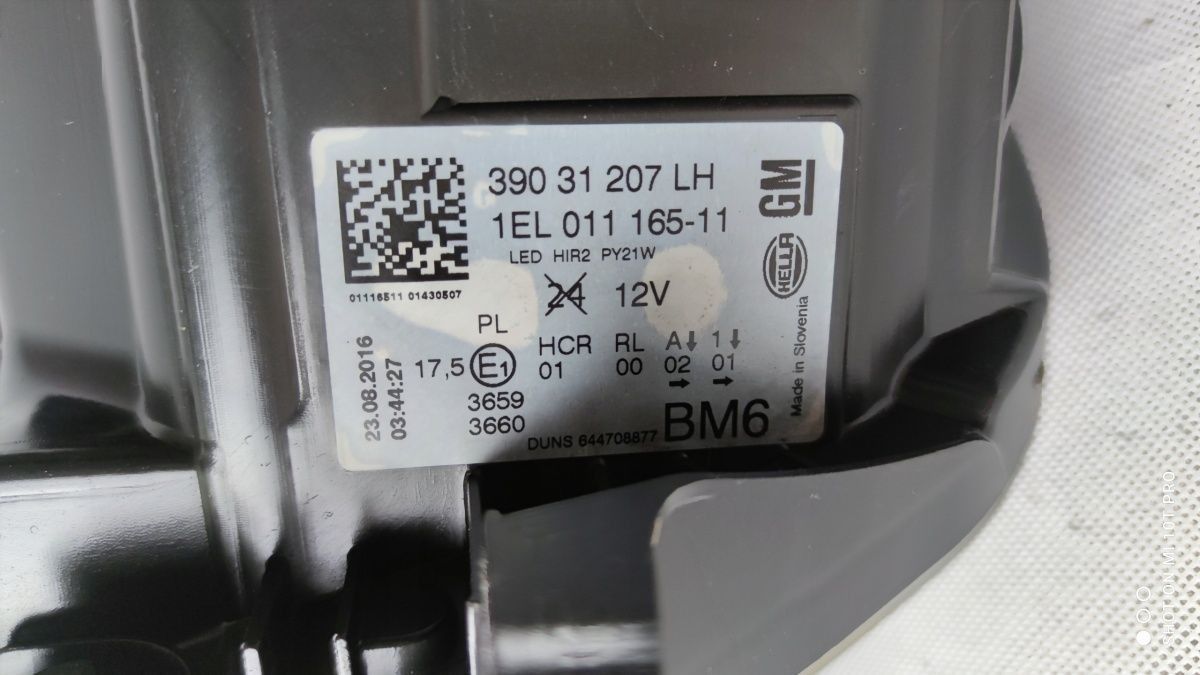 39 0 31 207 LH
1EL 011 165-11
LED HIR2 PY21W
24 12V
01116511 01430507
23.08.2016
03:44:27
PL
17,5 E1
HCR RL A↓ 1↓
01 00 02 01
→ →
3659
3660
DUNS 644708877
BM6
GM
HELLA
Made in Slovenia
SHOT ON MI 10T PRO